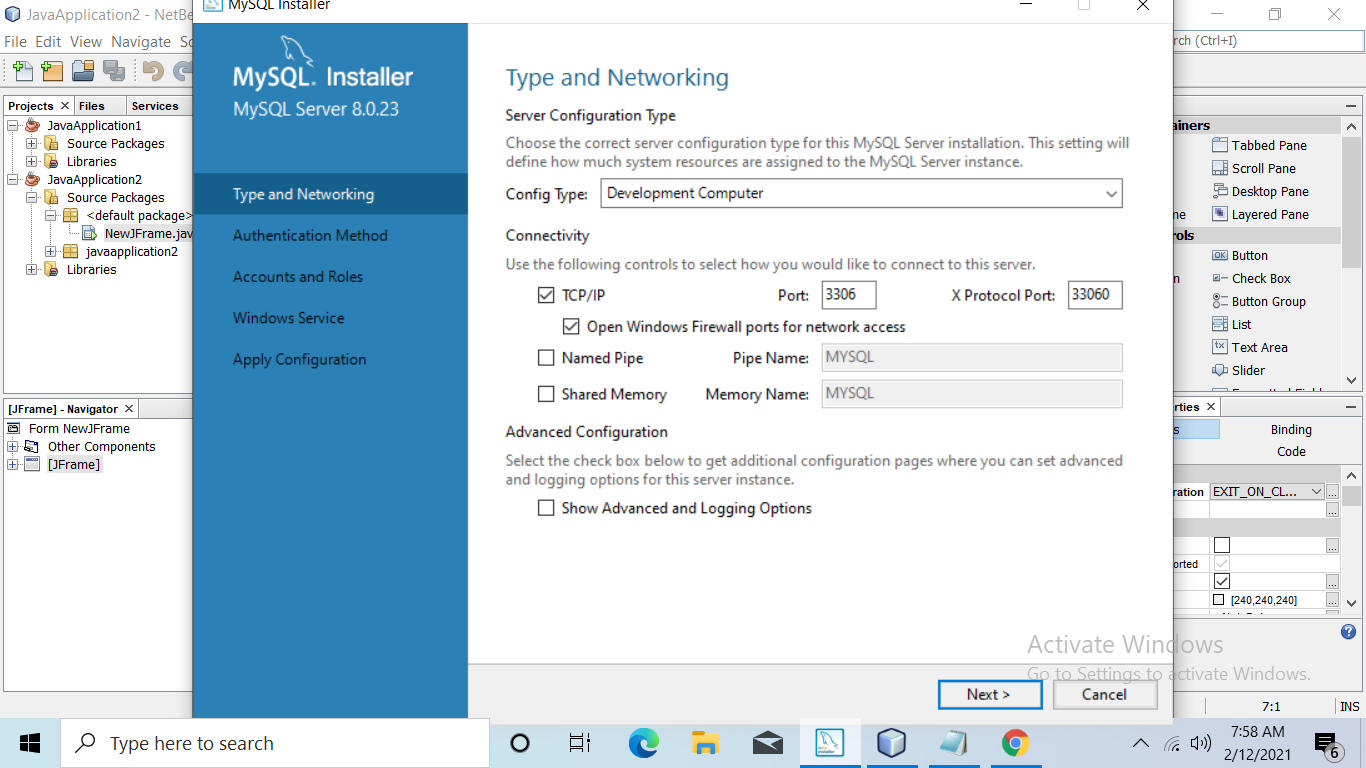 JavaApplication2 - NetBe
MySQL Installer
File Edit View Navigate So
rch (Ctrl+I)
Projects Files Services
JavaApplication1
Source Packages
Libraries
JavaApplication2
Source Packages
<default package>
NewJFrame.jav
javaapplication2
Libraries
[JFrame] - Navigator
Form NewJFrame
Other Components
[JFrame]
MySQL. Installer
MySQL Server 8.0.23
Type and Networking
Authentication Method
Accounts and Roles
Windows Service
Apply Configuration
Type and Networking
Server Configuration Type
Choose the correct server configuration type for this MySQL Server installation. This setting will
define how much system resources are assigned to the MySQL Server instance.
Config Type: Development Computer
Connectivity
Use the following controls to select how you would like to connect to this server.
TCP/IP Port: 3306 X Protocol Port: 33060
Open Windows Firewall ports for network access
Named Pipe Pipe Name: MYSQL
Shared Memory Memory Name: MYSQL
Advanced Configuration
Select the check box below to get additional configuration pages where you can set advanced
and logging options for this server instance.
Show Advanced and Logging Options
Next > Cancel
ainers
Tabbed Pane
Scroll Pane
Desktop Pane
ne Layered Pane
rols
OK Button
n Check Box
Button Group
List
tx Text Area
Slider
rties
s Binding
Code
ration EXIT_ON_CL... ...
...
...
orted
...
[240,240,240] ...
Activate Windows
Go to Settings to activate Windows.
7:1 INS
Type here to search
7:58 AM
2/12/2021
6